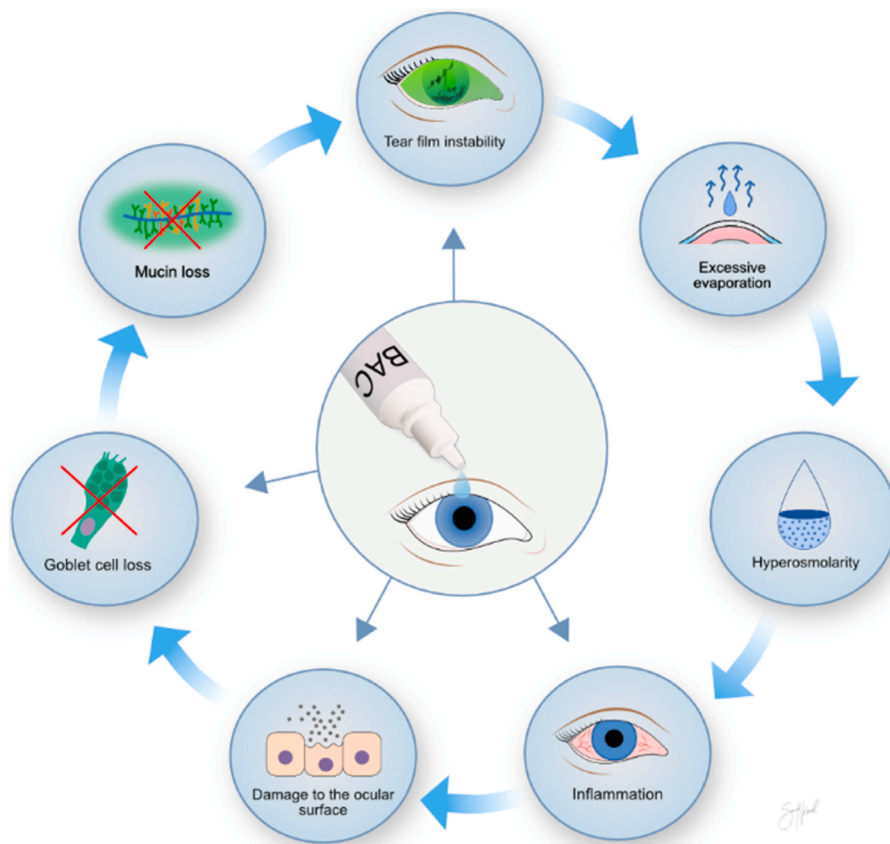 Tear film instability
Excessive
evaporation
Hyperosmolarity
Inflammation
Damage to the ocular
surface
Goblet cell loss
Mucin loss
BAC